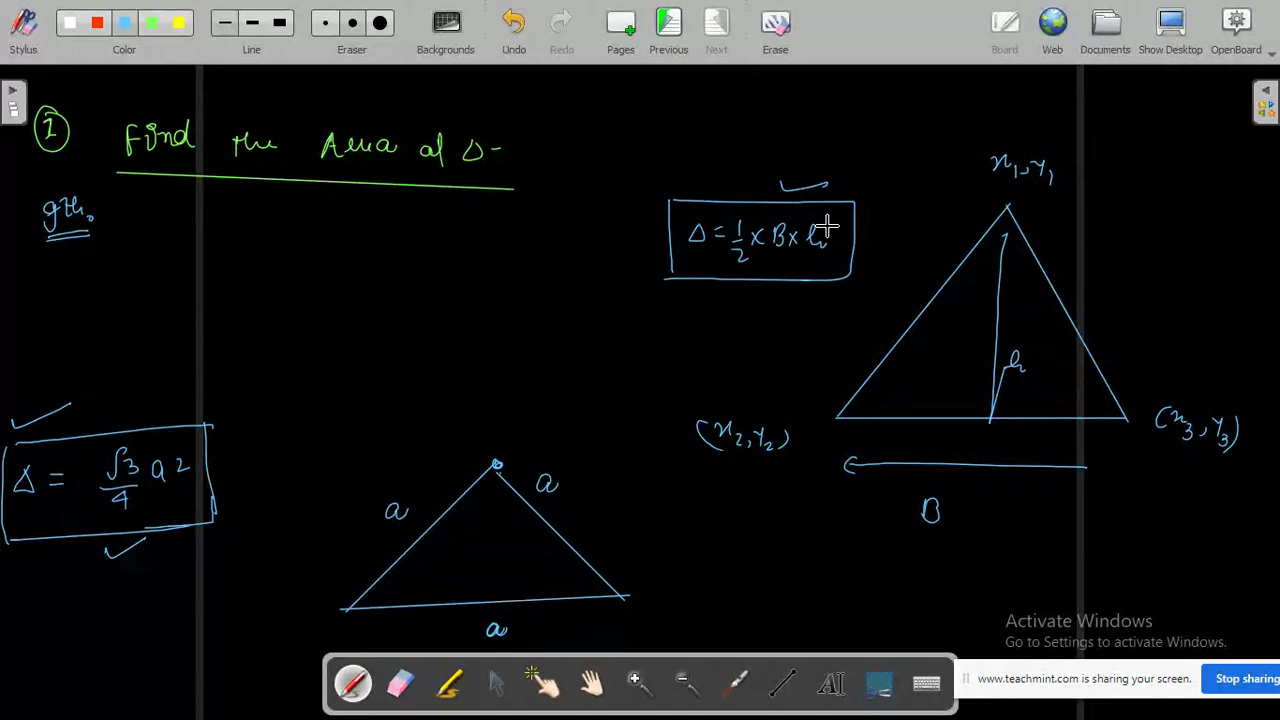 Stylus
Color
Line
Eraser
Backgrounds
Undo
Redo
Pages
Previous
Next
Erase
Board
Web
Documents
Show Desktop
OpenBoard
① Find the Area of Δ-
gth.
Δ = 1/2 × B × h
x1, y1
h
(x2, y2)
(x3, y3)
B
Δ = √3/4 a2
a
a
a
AI
Activate Windows
Go to Settings to activate Windows.
www.teachmint.com is sharing your screen.
Stop sharing